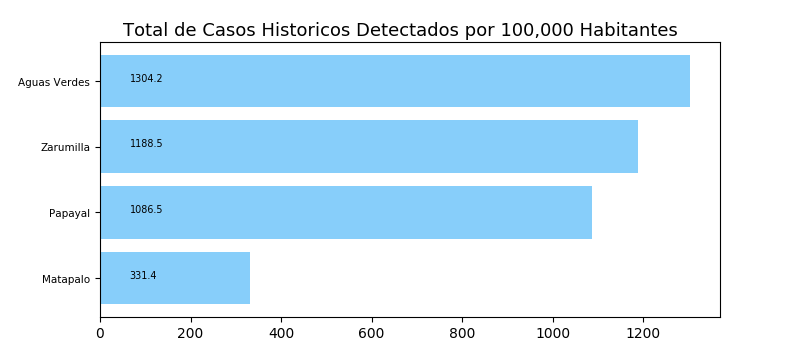 Total de Casos Historicos Detectados por 100,000 Habitantes
Aguas Verdes 1304.2
Zarumilla 1188.5
Papayal 1086.5
Matapalo 331.4
0 200 400 600 800 1000 1200